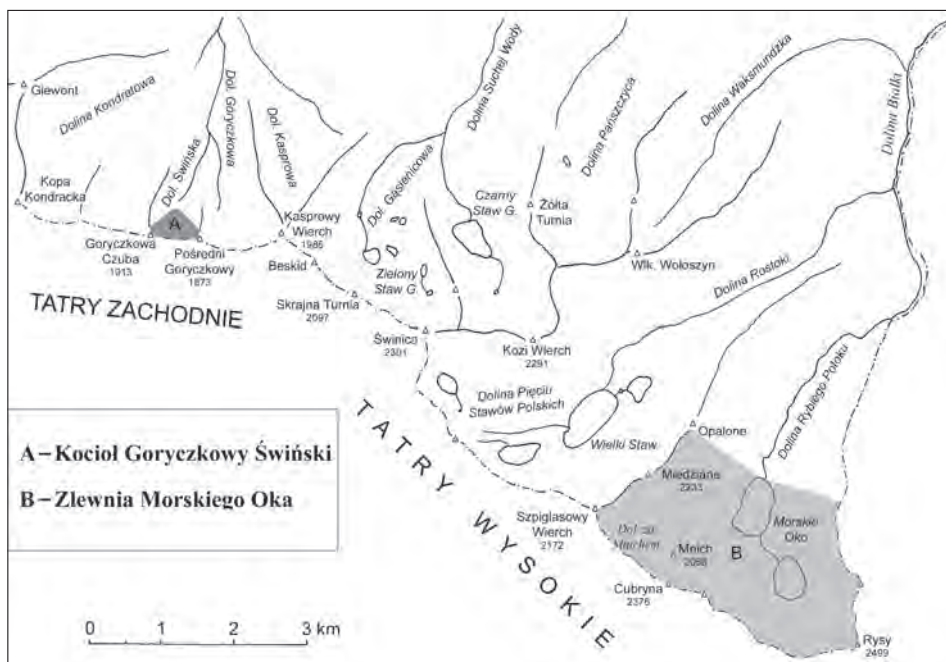 Giewont
Dolina Kondratowa
Kopa
Kondracka
Dol. Świńska
Dol. Goryczkowa
Dol. Kasprowa
A
Goryczkowa
Czuba
1913
Pośredni
Goryczkowy
1873
Kasprowy
Wierch
1986
Beskid
Skrajna Turnia
2097
TATRY ZACHODNIE
Dol. Gąsienicowa
Dolina Suchej Wody
Czarny
Staw G.
Zielony
Staw G.
Świnica
2301
Kozi Wierch
2291
Dolina Pańszczyca
Żółta
Turnia
Dolina Waksmundzka
Wlk. Wołoszyn
Dolina Białki
Dolina Roztoki
Dolina Pięciu
Stawów Polskich
Wielki Staw
Dolina Rybiego Potoku
Opalone
Miedziane
2233
Szpiglasowy
Wierch
2172
Mnich
2068
B
Morskie
Oko
Cubryna
2376
Rysy
2499
TATRY WYSOKIE
A – Kocioł Goryczkowy Świński
B – Zlewnia Morskiego Oka
0 1 2 3 km